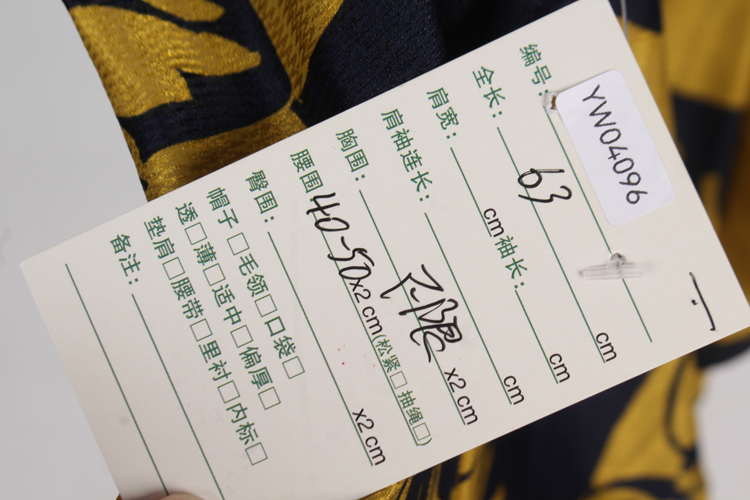 编号: YW04096
全长: 63 cm
肩宽: cm 袖长: cm
肩袖连长: cm
胸围: 不限 x2 cm
腰围: 40-50 x2 cm (松紧□ 抽绳□)
臀围: x2 cm
帽子□ 毛领□ 口袋□
透□ 薄□ 适中□ 偏厚□
垫肩□ 腰带□ 里衬□ 内标□
备注: